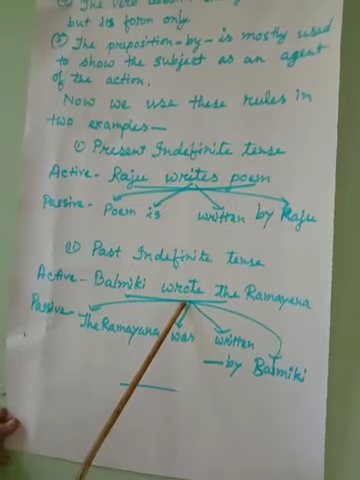 The verb doesn't
but its form only.
③ The preposition-by-is mostly used
to show the subject as an agent
of the action.
Now we use these rules in
two examples—
① Present Indefinite tense
Active- Raju writes poem
Passive- Poem is written by Raju
② Past Indefinite tense
Active- Balmiki wrote the Ramayana
Passive- The Ramayana was written
—by Balmiki